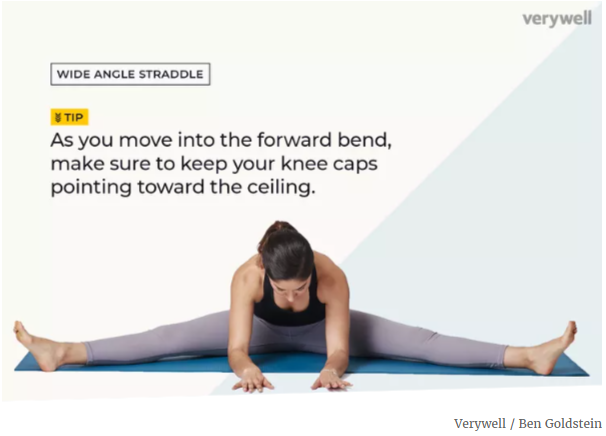 verywell
WIDE ANGLE STRADDLE
TIP
As you move into the forward bend,
make sure to keep your knee caps
pointing toward the ceiling.
Verywell / Ben Goldstein